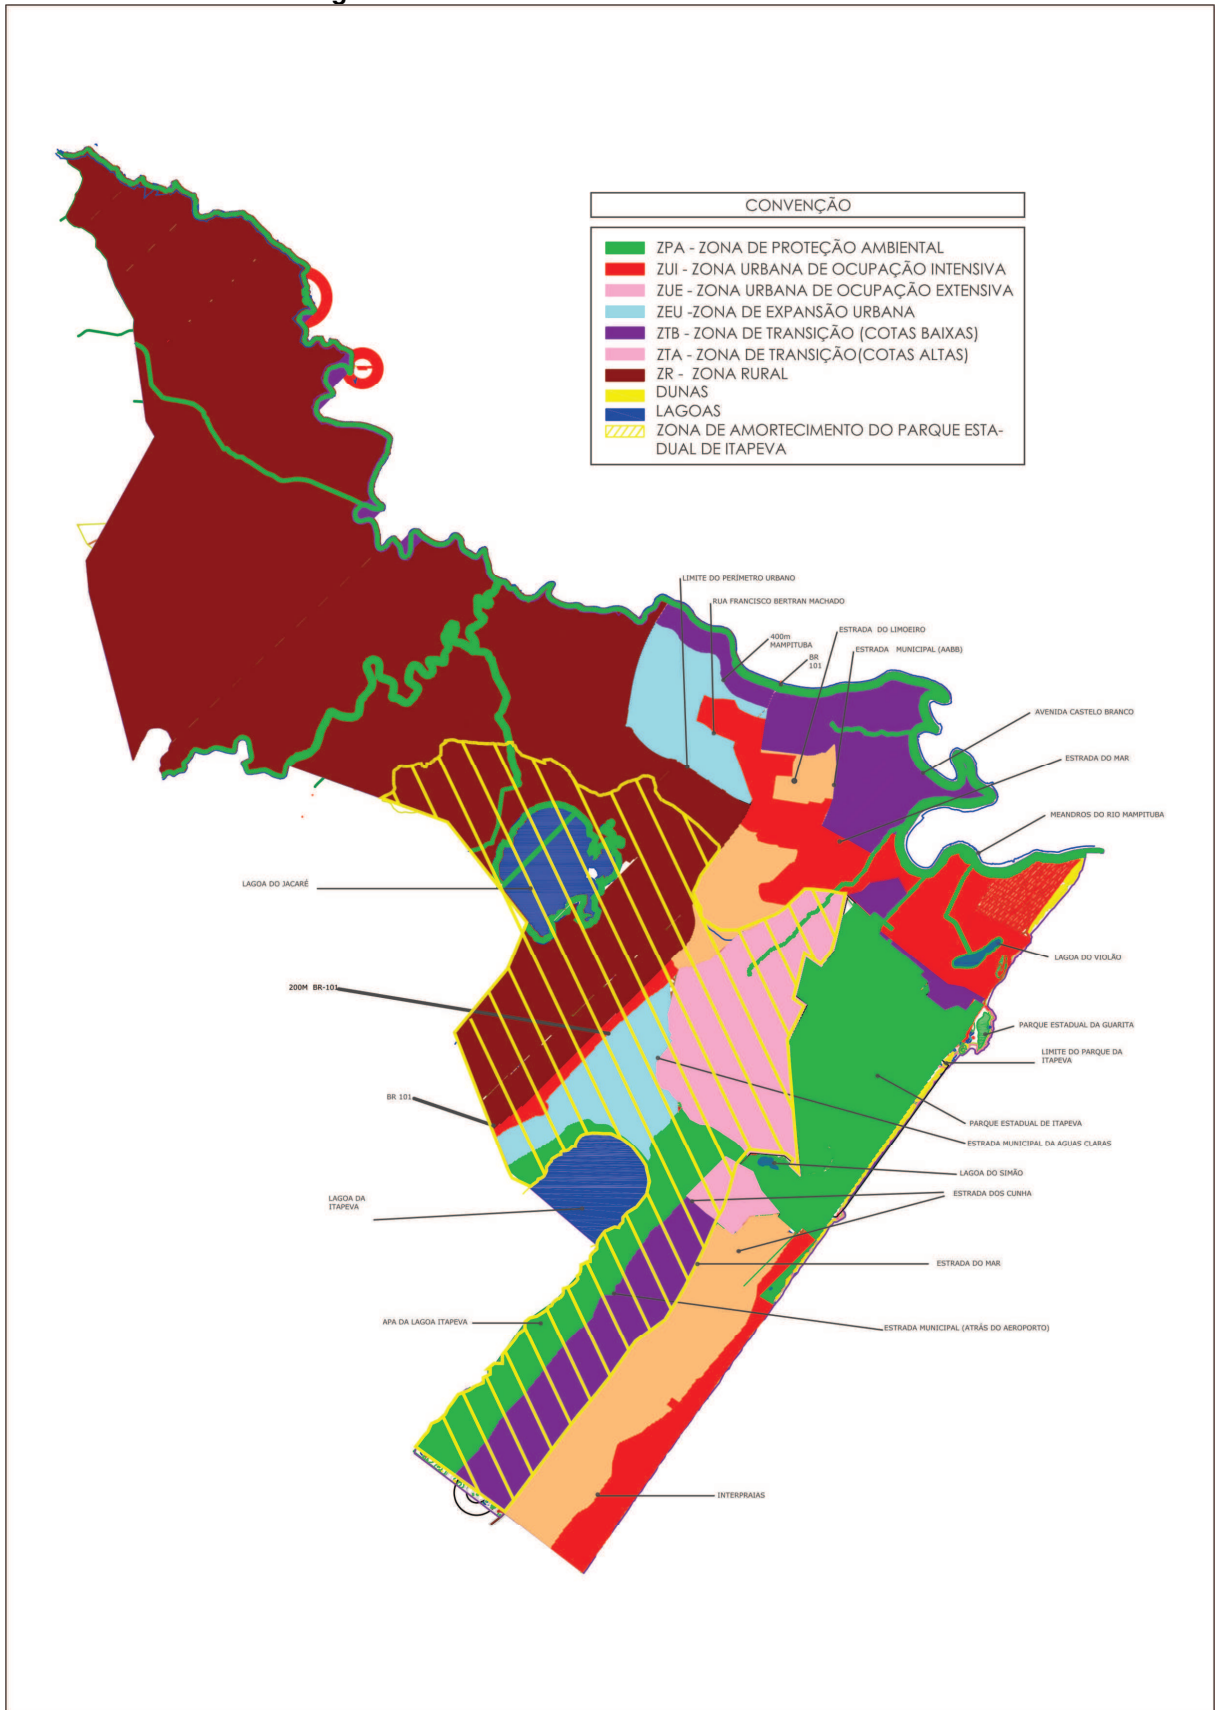 CONVENÇÃO
ZPA - ZONA DE PROTEÇÃO AMBIENTAL
ZUI - ZONA URBANA DE OCUPAÇÃO INTENSIVA
ZUE - ZONA URBANA DE OCUPAÇÃO EXTENSIVA
ZEU -ZONA DE EXPANSÃO URBANA
ZTB - ZONA DE TRANSIÇÃO (COTAS BAIXAS)
ZTA - ZONA DE TRANSIÇÃO(COTAS ALTAS)
ZR - ZONA RURAL
DUNAS
LAGOAS
ZONA DE AMORTECIMENTO DO PARQUE ESTA-
DUAL DE ITAPEVA
LIMITE DO PERÍMETRO URBANO
RUA FRANCISCO BERTRAN MACHADO
400m
MAMPITUBA
ESTRADA DO LIMOEIRO
BR
101
ESTRADA MUNICIPAL (AABB)
AVENIDA CASTELO BRANCO
ESTRADA DO MAR
MEANDROS DO RIO MAMPITUBA
LAGOA DO JACARÉ
LAGOA DO VIOLÃO
200M BR-101
PARQUE ESTADUAL DA GUARITA
LIMITE DO PARQUE DA
ITAPEVA
BR 101
PARQUE ESTADUAL DE ITAPEVA
ESTRADA MUNICIPAL DA AGUAS CLARAS
LAGOA DO SIMÃO
LAGOA DA
ITAPEVA
ESTRADA DOS CUNHA
ESTRADA DO MAR
APA DA LAGOA ITAPEVA
ESTRADA MUNICIPAL (ATRÁS DO AEROPORTO)
INTERPRAIAS